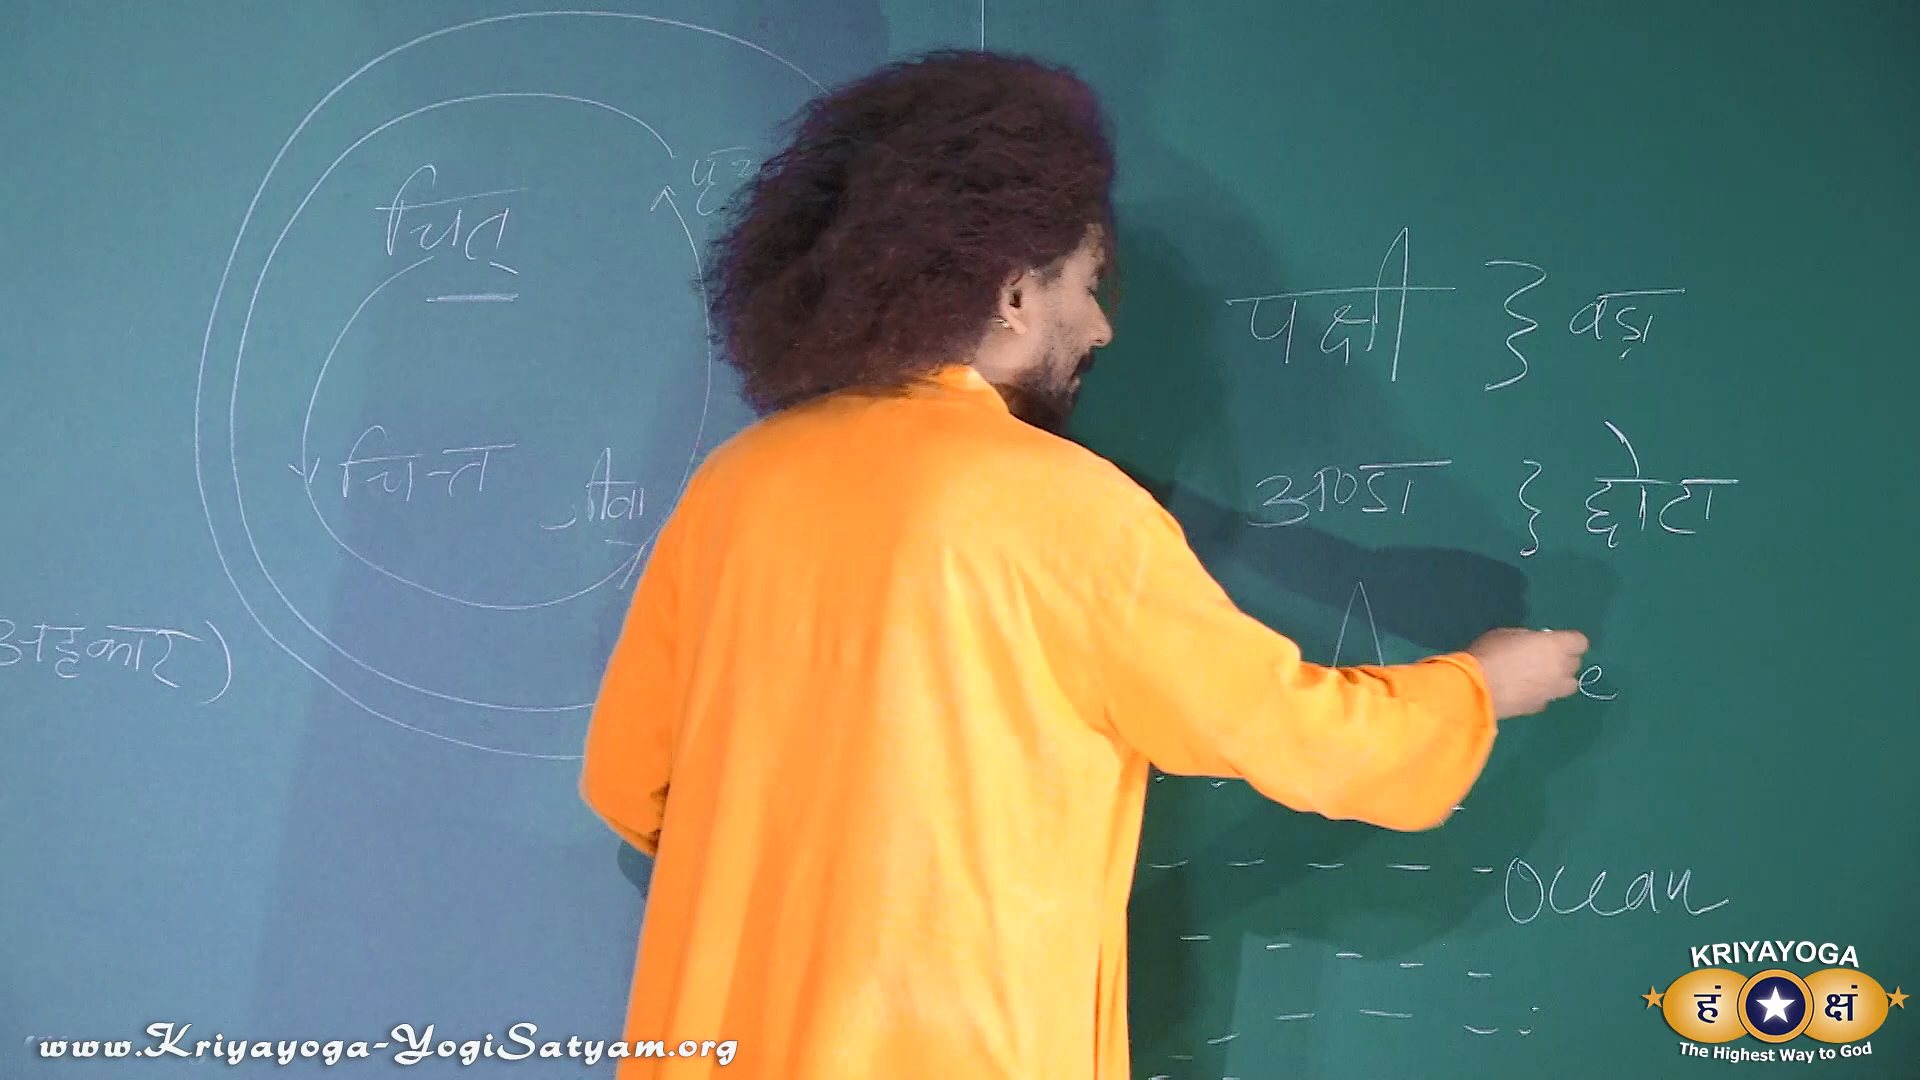 चित्
चित्त
जीवा
अहंकार)
पक्षी } बड़ा
अण्डा } छोटा
Ocean
www.Kriyayoga-YogiSatyam.org
KRIYAYOGA
हं क्षं
The Highest Way to God